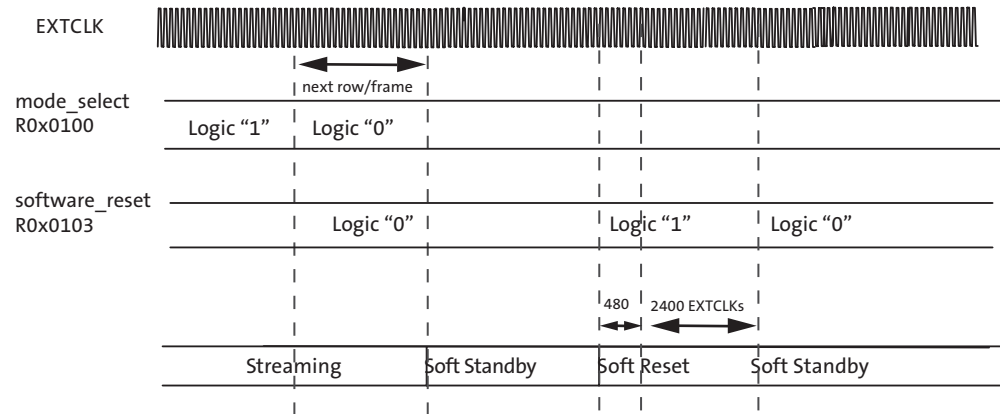 EXTCLK
next row/frame
mode_select
R0x0100
Logic “1”
Logic “0”
software_reset
R0x0103
Logic “0”
Logic “1”
Logic “0”
480
2400 EXTCLKs
Streaming
Soft Standby
Soft Reset
Soft Standby